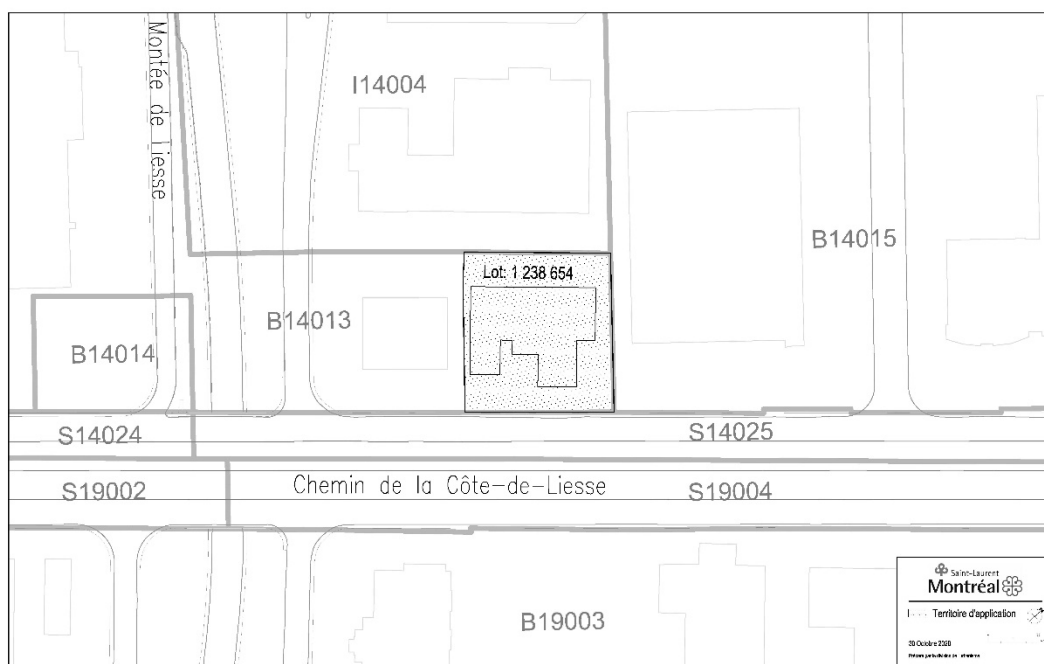 Montée de Liesse
I14004
B14015
Lot: 1 238 654
B14013
B14014
S14024
S14025
S19002
Chemin de la Côte-de-Liesse
S19004
B19003
Saint-Laurent
Montréal
Territoire d'application
30 Octobre 2020